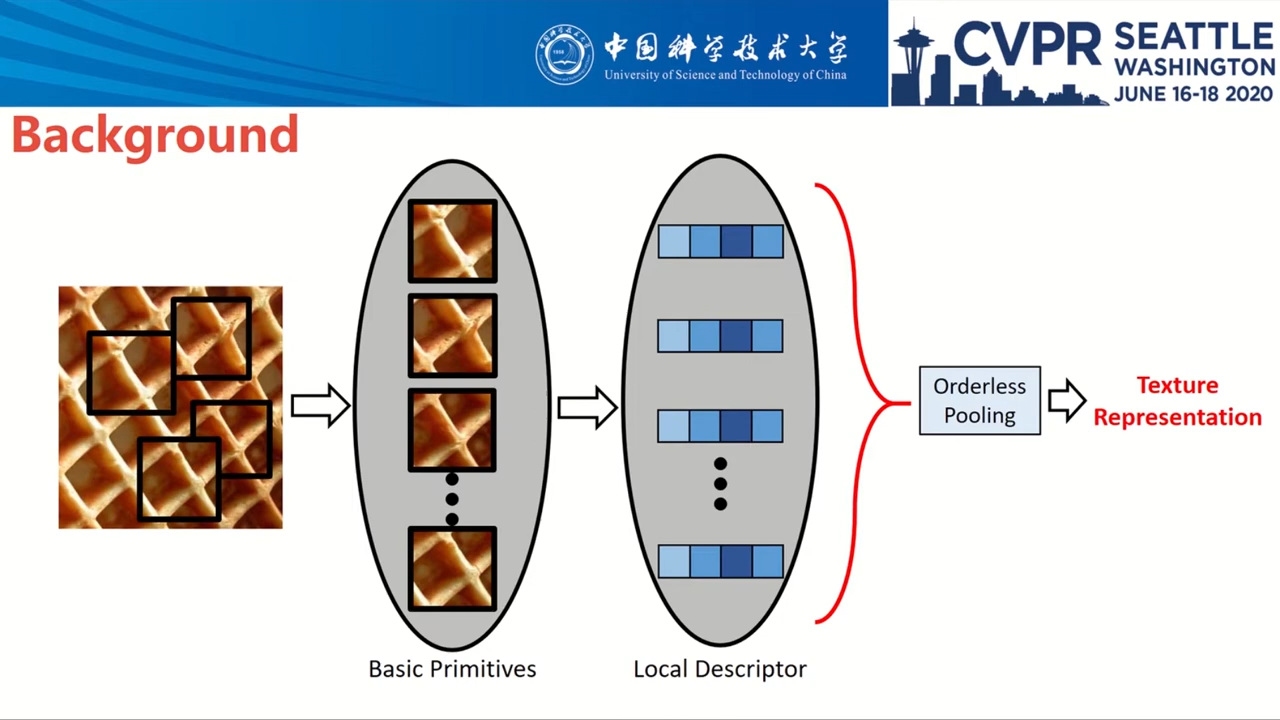 中国科学技术大学
University of Science and Technology of China
CVPR SEATTLE
WASHINGTON
JUNE 16-18 2020
Background
Orderless
Pooling
Texture
Representation
Basic Primitives
Local Descriptor